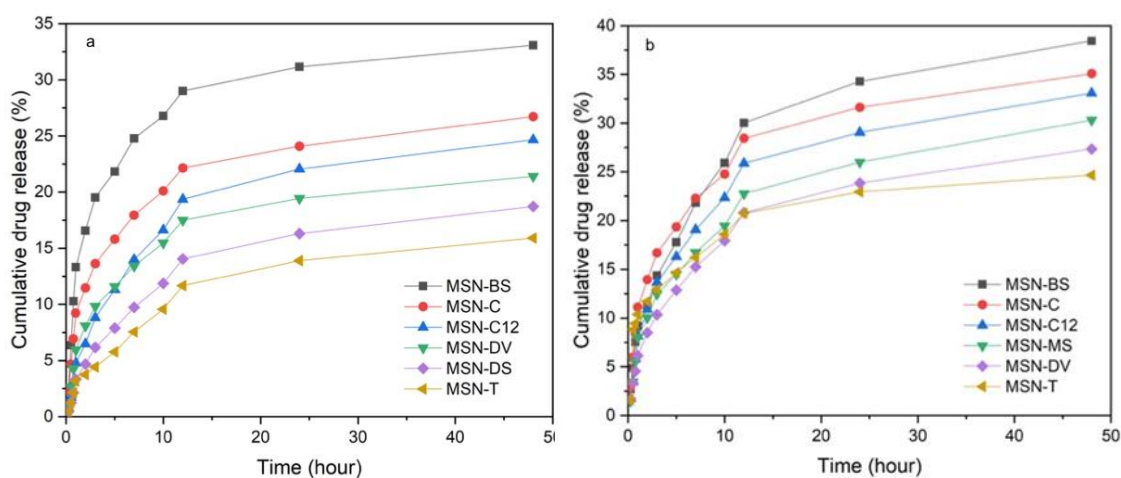 a
35
30
25
20
15
10
5
0
Cumulative drug release (%)
0 10 20 30 40 50
Time (hour)
MSN-BS
MSN-C
MSN-C12
MSN-DV
MSN-DS
MSN-T
b
40
35
30
25
20
15
10
5
0
Cumulative drug release (%)
0 10 20 30 40 50
Time (hour)
MSN-BS
MSN-C
MSN-C12
MSN-MS
MSN-DV
MSN-T